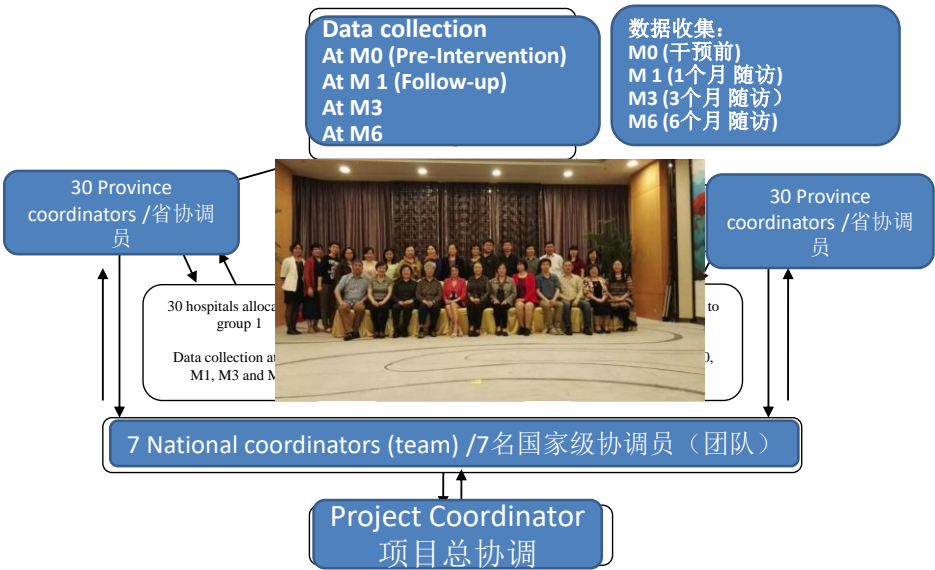 Data collection
At M0 (Pre-Intervention)
At M 1 (Follow-up)
At M3
At M6
数据收集：
M0 (干预前)
M 1 (1个月 随访)
M3 (3个月 随访）
M6 (6个月 随访)
30 Province
coordinators /省协调
员
30 Province
coordinators /省协调
员
30 hospitals alloca
group 1
Data collection at
M1, M3 and M
to
0,
7 National coordinators (team) /7名国家级协调员（团队）
Project Coordinator
项目总协调